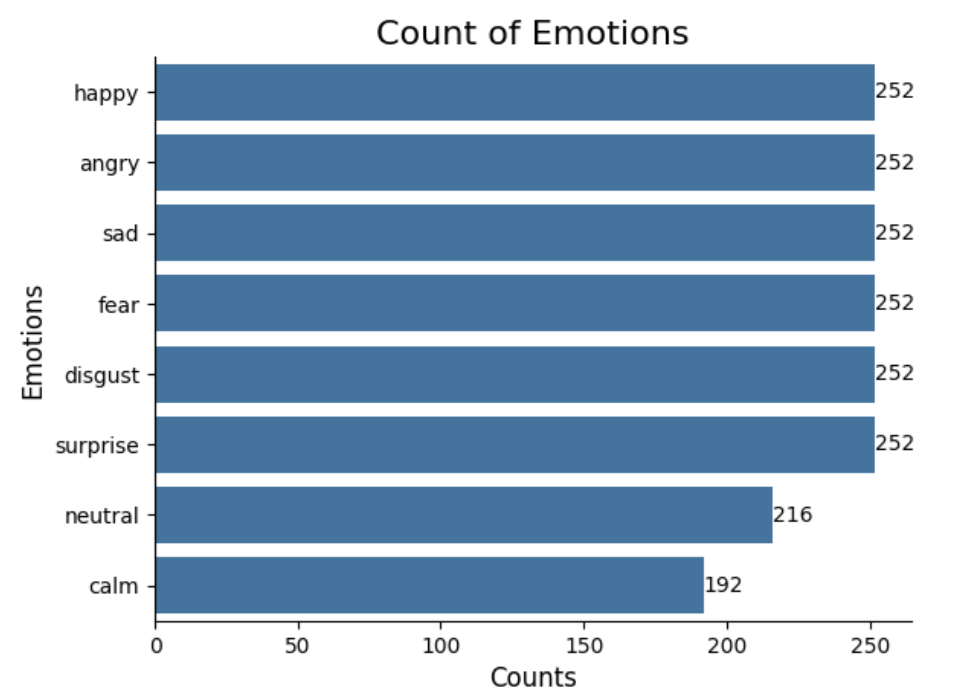 Count of Emotions
happy 252
angry 252
sad 252
fear 252
disgust 252
surprise 252
neutral 216
calm 192
0 50 100 150 200 250
Counts
Emotions